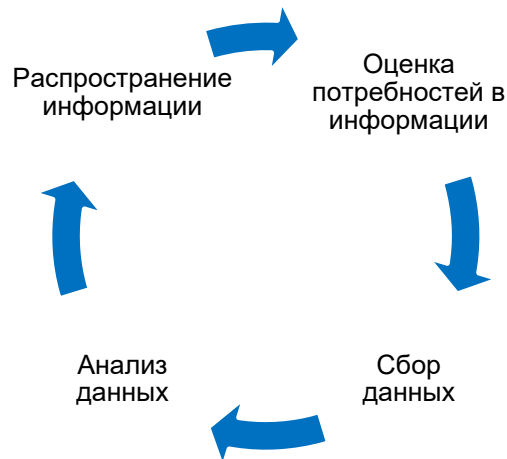 Распространение
информации
Оценка
потребностей в
информации
Анализ
данных
Сбор
данных